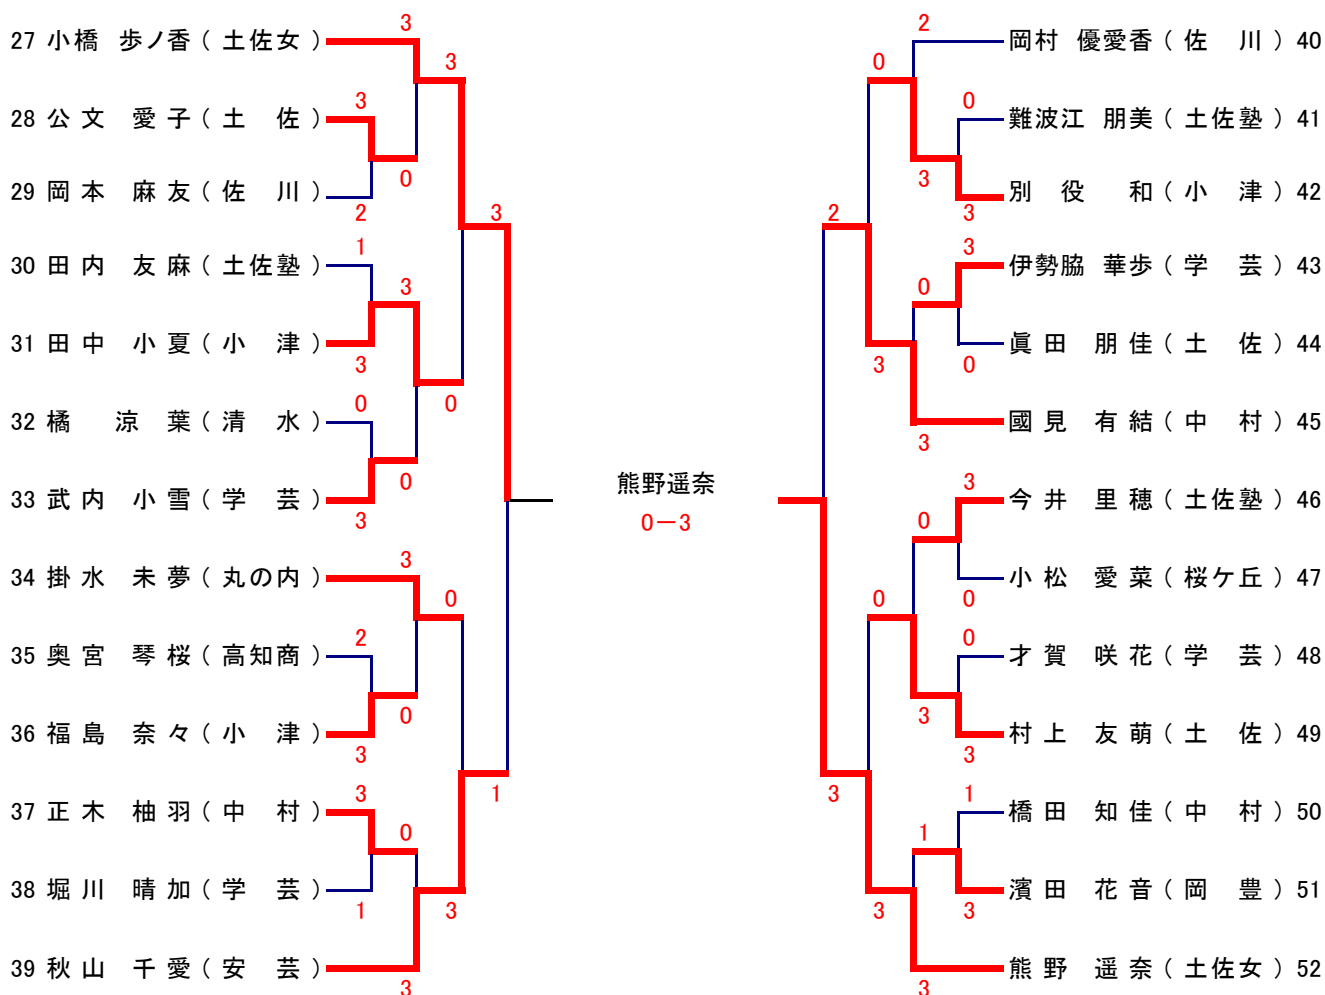 27 小橋 歩ノ香 ( 土佐女 )
28 公文 愛子 ( 土 佐 )
29 岡本 麻友 ( 佐 川 )
30 田内 友麻 ( 土佐塾 )
31 田中 小夏 ( 小 津 )
32 橘 涼葉 ( 清 水 )
33 武内 小雪 ( 学 芸 )
34 掛水 未夢 ( 丸の内 )
35 奥宮 琴桜 ( 高知商 )
36 福島 奈々 ( 小 津 )
37 正木 柚羽 ( 中 村 )
38 堀川 晴加 ( 学 芸 )
39 秋山 千愛 ( 安 芸 )
3
3
3
0
2
3
1
3
3
0
0
0
3
3
0
2
0
3
3
0
1
1
3
3
熊野遥奈
0－3
2
0
0
3
3
2
3
0
0
3
3
3
0
0
0
0
3
3
3
1
1
3
3
3
岡村 優愛香 ( 佐 川 ) 40
難波江 朋美 ( 土佐塾 ) 41
別役 和 ( 小 津 ) 42
伊勢脇 華歩 ( 学 芸 ) 43
眞田 朋佳 ( 土 佐 ) 44
國見 有結 ( 中 村 ) 45
今井 里穂 ( 土佐塾 ) 46
小松 愛菜 ( 桜ケ丘 ) 47
才賀 咲花 ( 学 芸 ) 48
村上 友萌 ( 土 佐 ) 49
橋田 知佳 ( 中 村 ) 50
濱田 花音 ( 岡 豊 ) 51
熊野 遥奈 ( 土佐女 ) 52